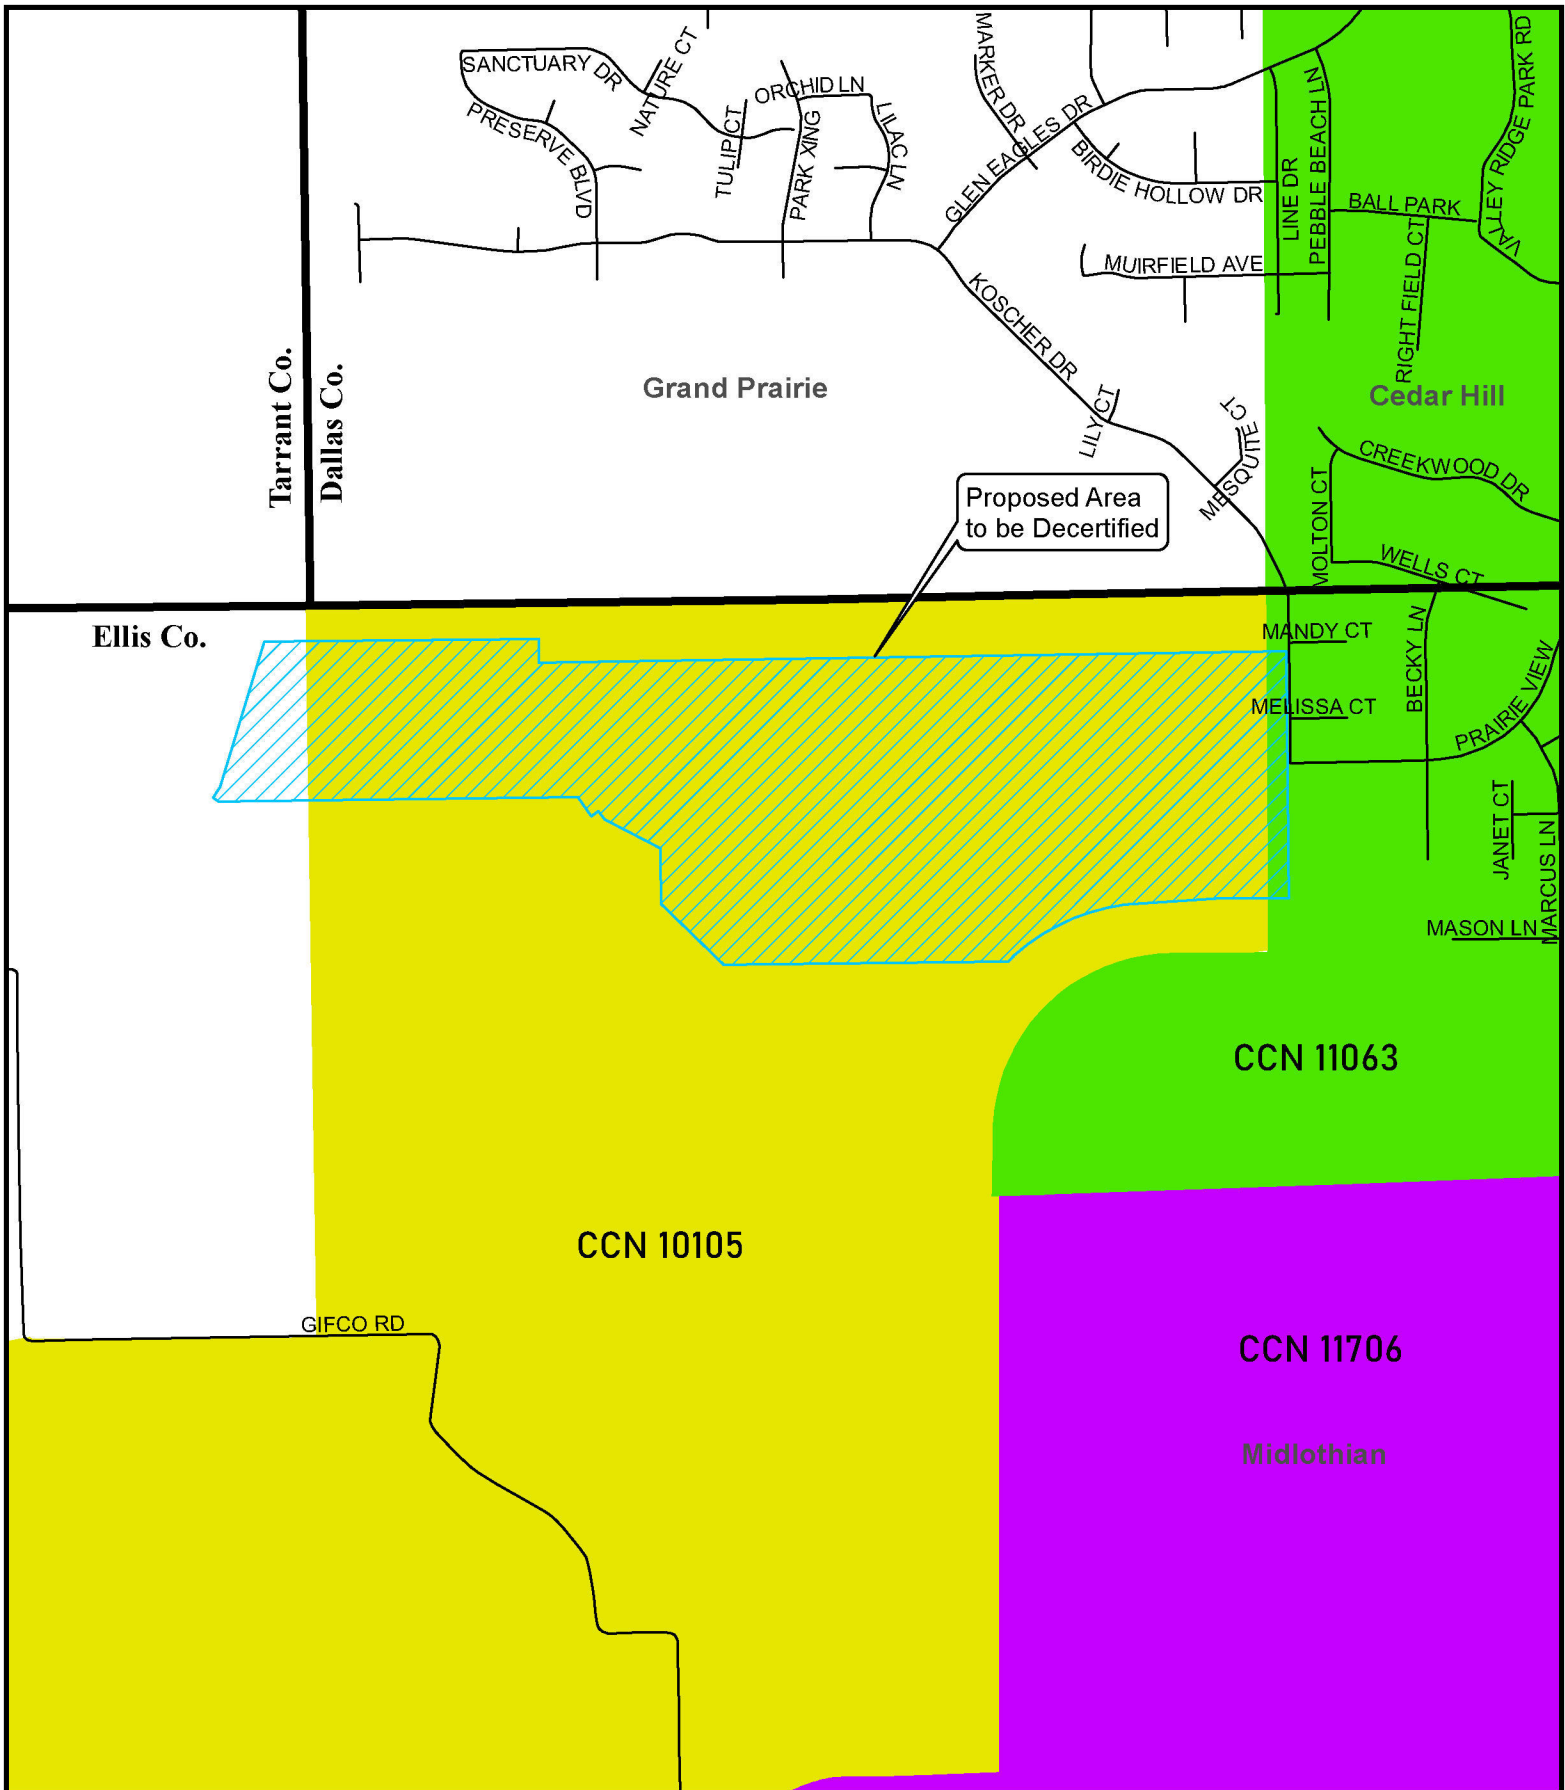 SANCTUARY DR
NATURE CT
MARKER DR
VALLEY RIDGE PARK RD
ORCHID LN
PRESERVE BLVD
TULIP CT
PARK XING
LILAC LN
GLEN EAGLES DR
BIRDIE HOLLOW DR
LINE DR
PEBBLE BEACH LN
BALL PARK
RIGHT FIELD CT
MUIRFIELD AVE
KOSCHER DR
Tarrant Co.
Dallas Co.
Grand Prairie
Cedar Hill
LILY CT
MESQUITE CT
CREEKWOOD DR
MOLTON CT
WELLS CT
Proposed Area
to be Decertified
Ellis Co.
MANDY CT
BECKY LN
MELISSA CT
PRAIRIE VIEW
JANET CT
MARCUS LN
MASON LN
CCN 11063
CCN 10105
GIFCO RD
CCN 11706
Midlothian